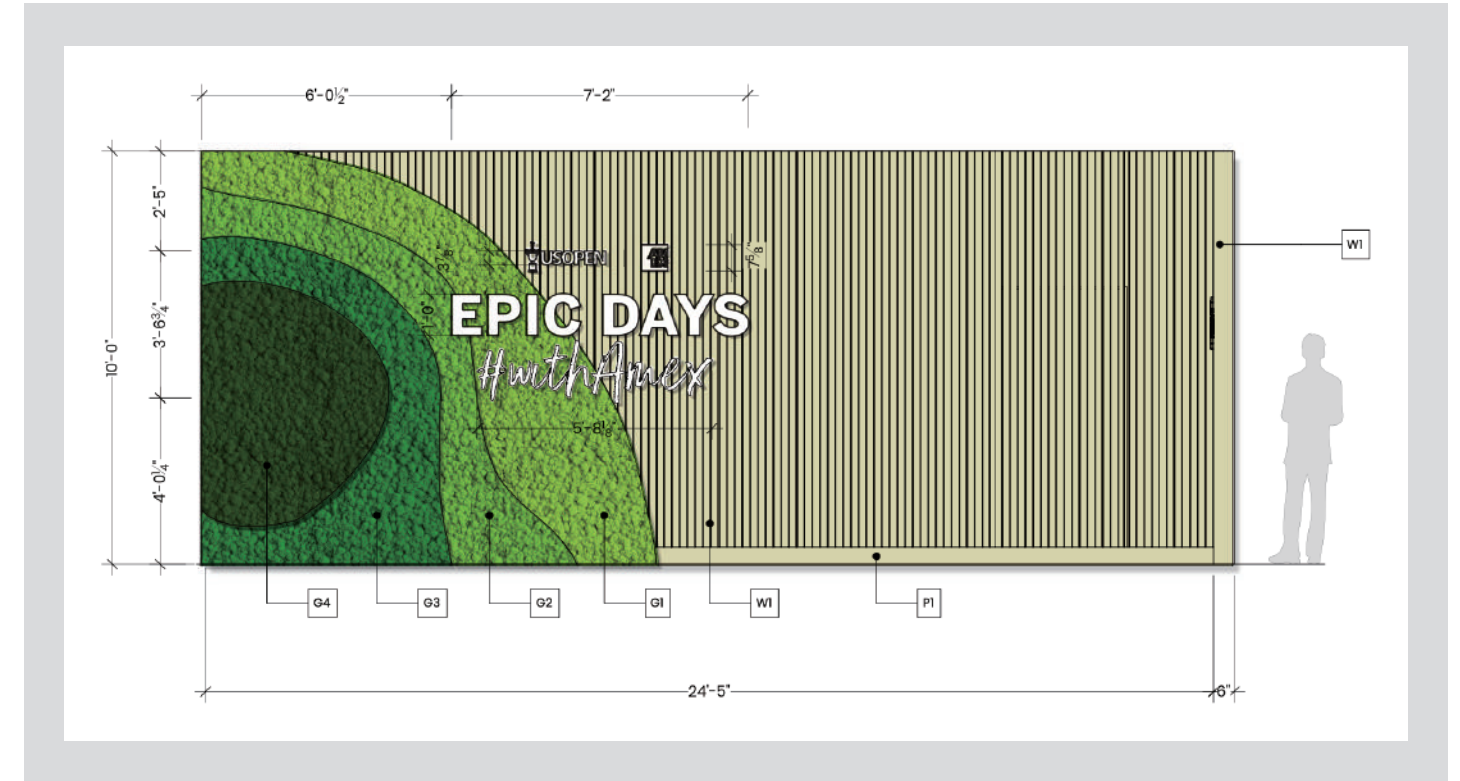 6'-0½"
7'-2"
2'-5"
W1
3⅞"
USOPEN
7⅝"
EPIC DAYS
1'-0"
3'-6¾"
10'-0"
#withAmex
5'-8⅛"
4'-0¼"
G4
G3
G2
G1
W1
P1
24'-5"
6"